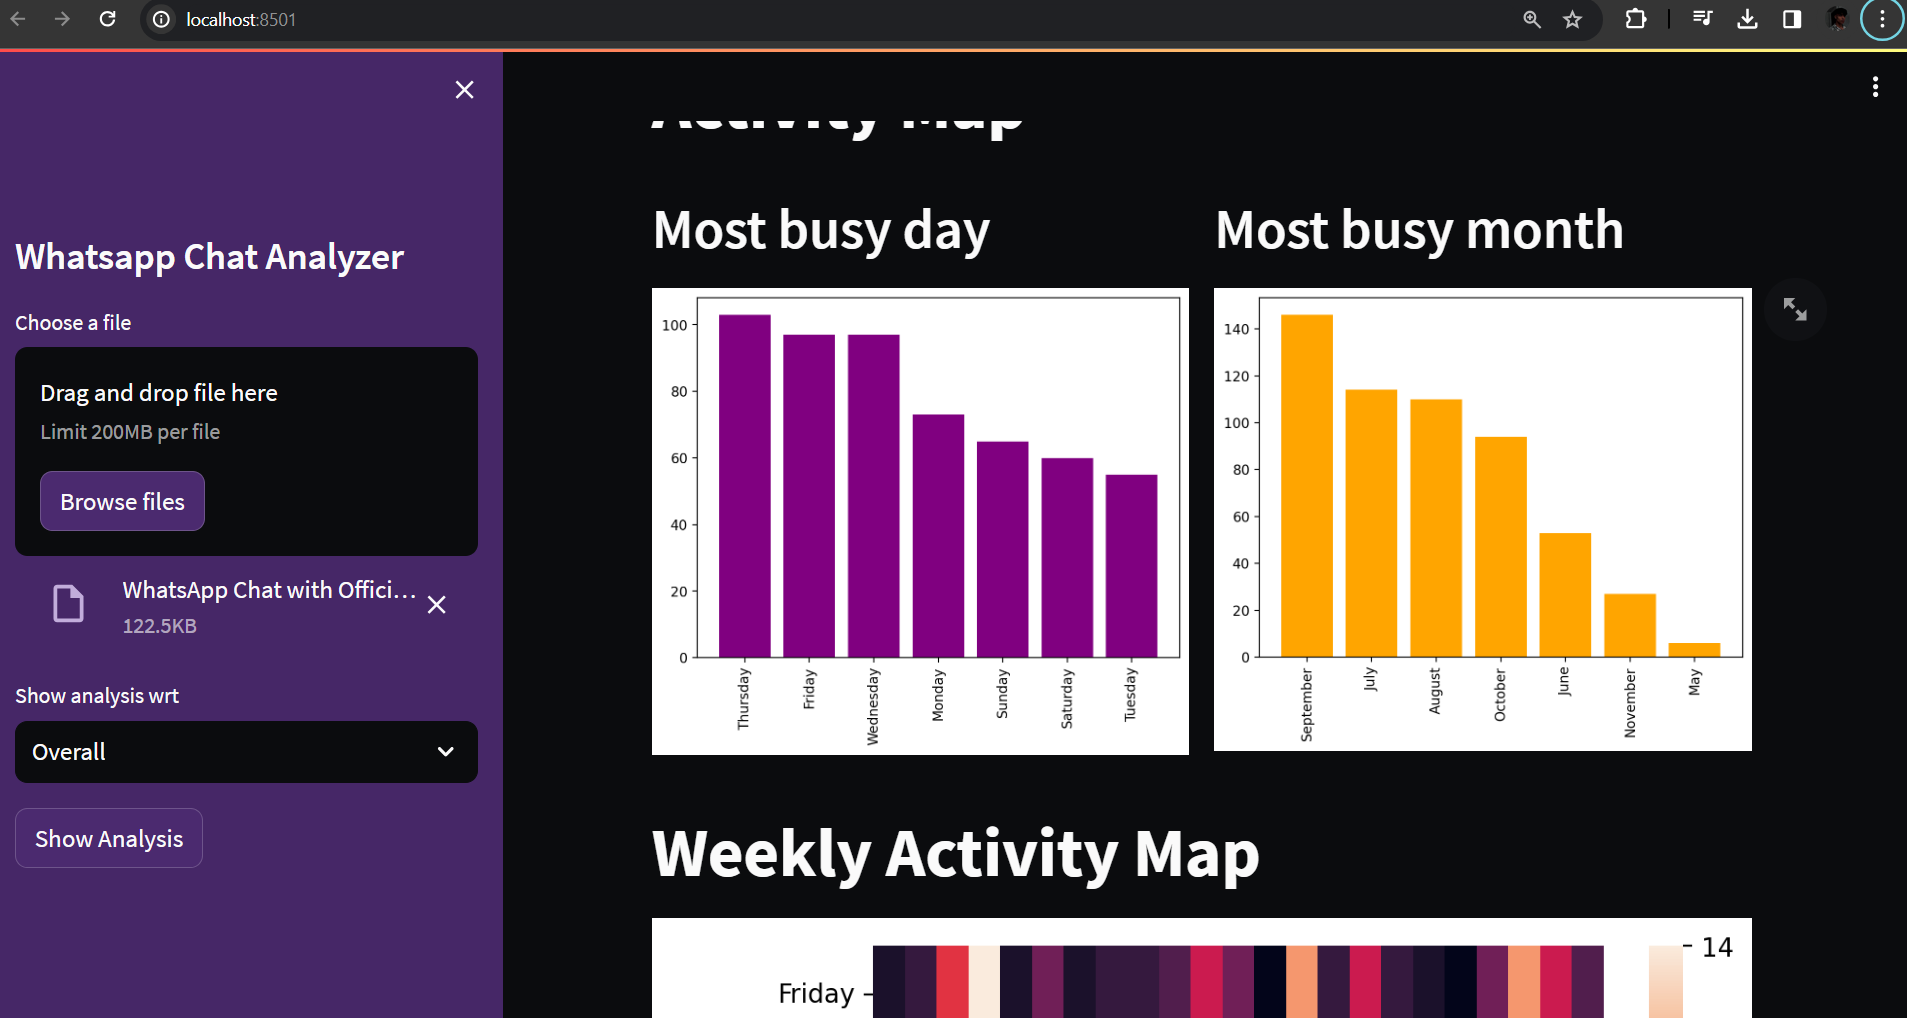 localhost:8501
Whatsapp Chat Analyzer
Choose a file
Drag and drop file here
Limit 200MB per file
Browse files
WhatsApp Chat with Offici...
122.5KB
Show analysis wrt
Overall
Show Analysis
Activity Map
Most busy day
100
80
60
40
20
0
Thursday
Friday
Wednesday
Monday
Sunday
Saturday
Tuesday
Most busy month
140
120
100
80
60
40
20
0
September
July
August
October
June
November
May
Weekly Activity Map
Friday
14